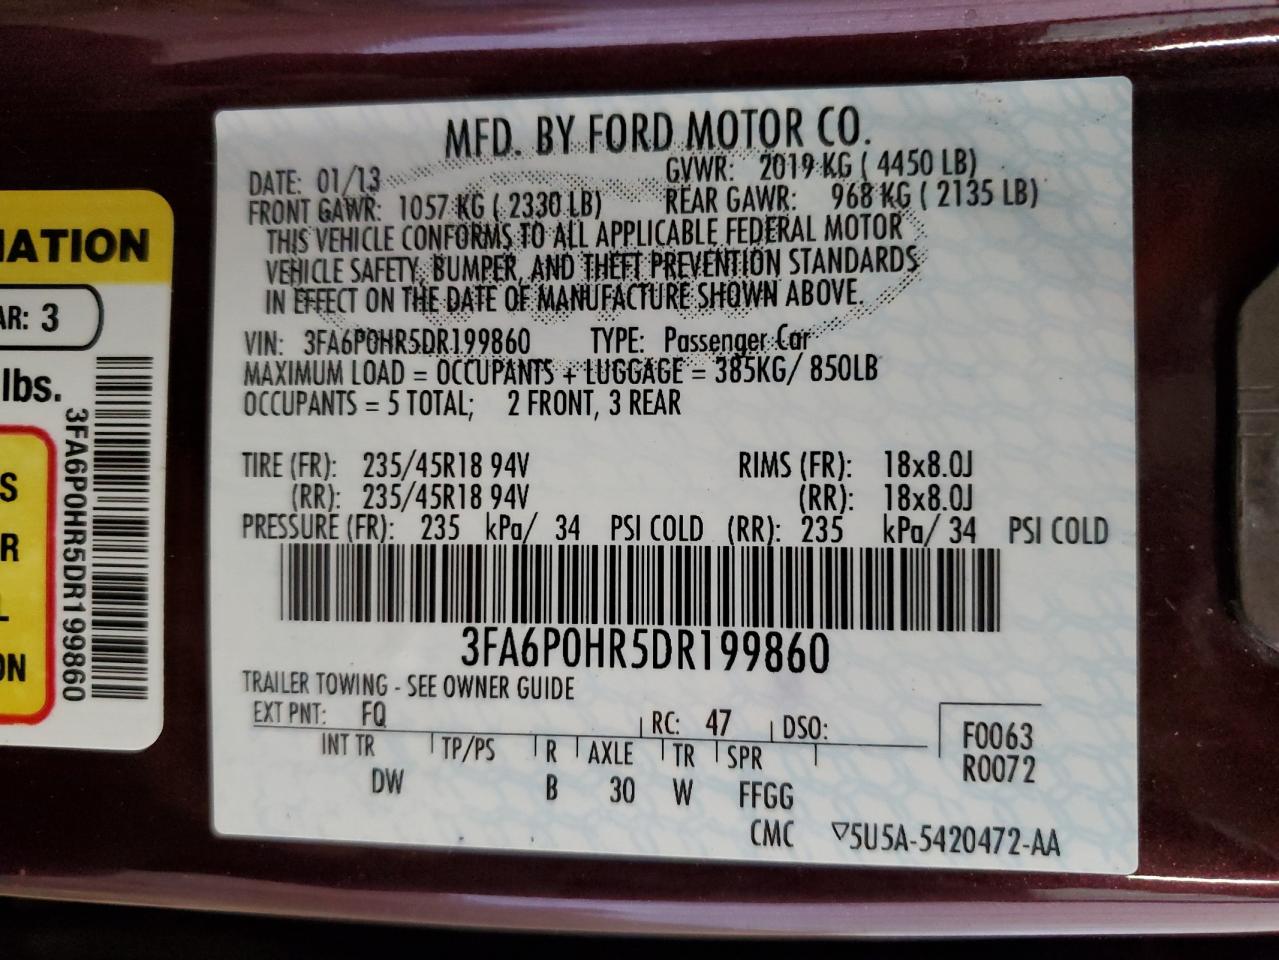 MFD. BY FORD MOTOR CO.
DATE: 01/13 GVWR: 2019 KG ( 4450 LB)
FRONT GAWR: 1057 KG ( 2330 LB) REAR GAWR: 968 KG ( 2135 LB)
THIS VEHICLE CONFORMS TO ALL APPLICABLE FEDERAL MOTOR
VEHICLE SAFETY, BUMPER, AND THEFT PREVENTION STANDARDS
IN EFFECT ON THE DATE OF MANUFACTURE SHOWN ABOVE.
VIN: 3FA6P0HR5DR199860 TYPE: Passenger Car
MAXIMUM LOAD = OCCUPANTS + LUGGAGE = 385KG/ 850LB
OCCUPANTS = 5 TOTAL; 2 FRONT, 3 REAR
TIRE (FR): 235/45R18 94V RIMS (FR): 18x8.0J
(RR): 235/45R18 94V (RR): 18x8.0J
PRESSURE (FR): 235 kPa/ 34 PSI COLD (RR): 235 kPa/ 34 PSI COLD
3FA6P0HR5DR199860
TRAILER TOWING - SEE OWNER GUIDE
EXT PNT: FQ RC: 47 DSO:
INT TR TP/PS R AXLE TR SPR
DW B 30 W FFGG
F0063
R0072
CMC ▽5U5A-5420472-AA
MATION
AR: 3
lbs.
3FA6P0HR5DR199860
S
R
L
ON